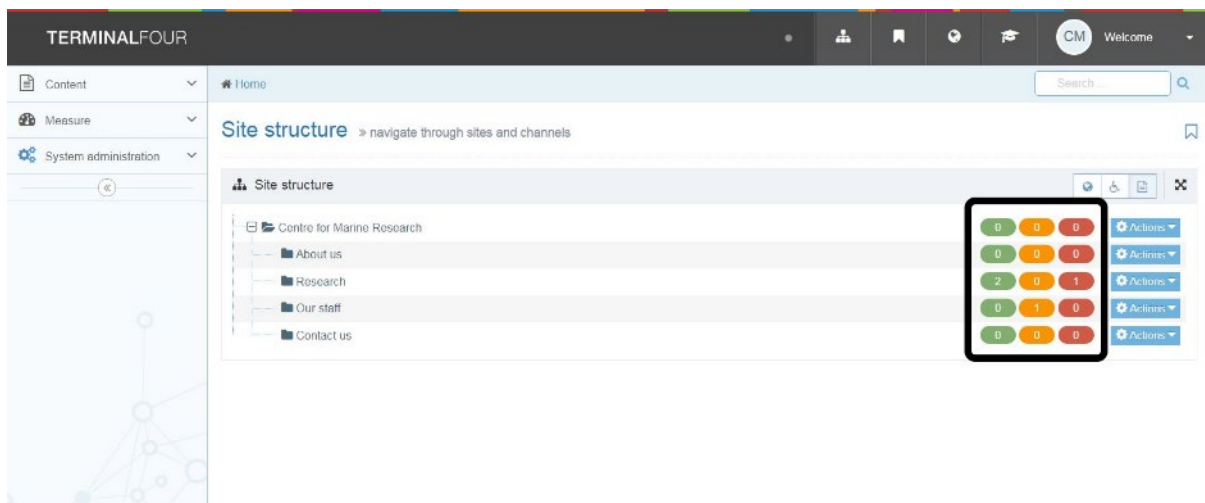 TERMINALFOUR
CM Welcome
Content
Home
Search ...
Measure
Site structure » navigate through sites and channels
System administration
Site structure
Centre for Marine Research 0 0 0 Actions
About us 0 0 0 Actions
Research 2 0 1 Actions
Our staff 0 1 0 Actions
Contact us 0 0 0 Actions